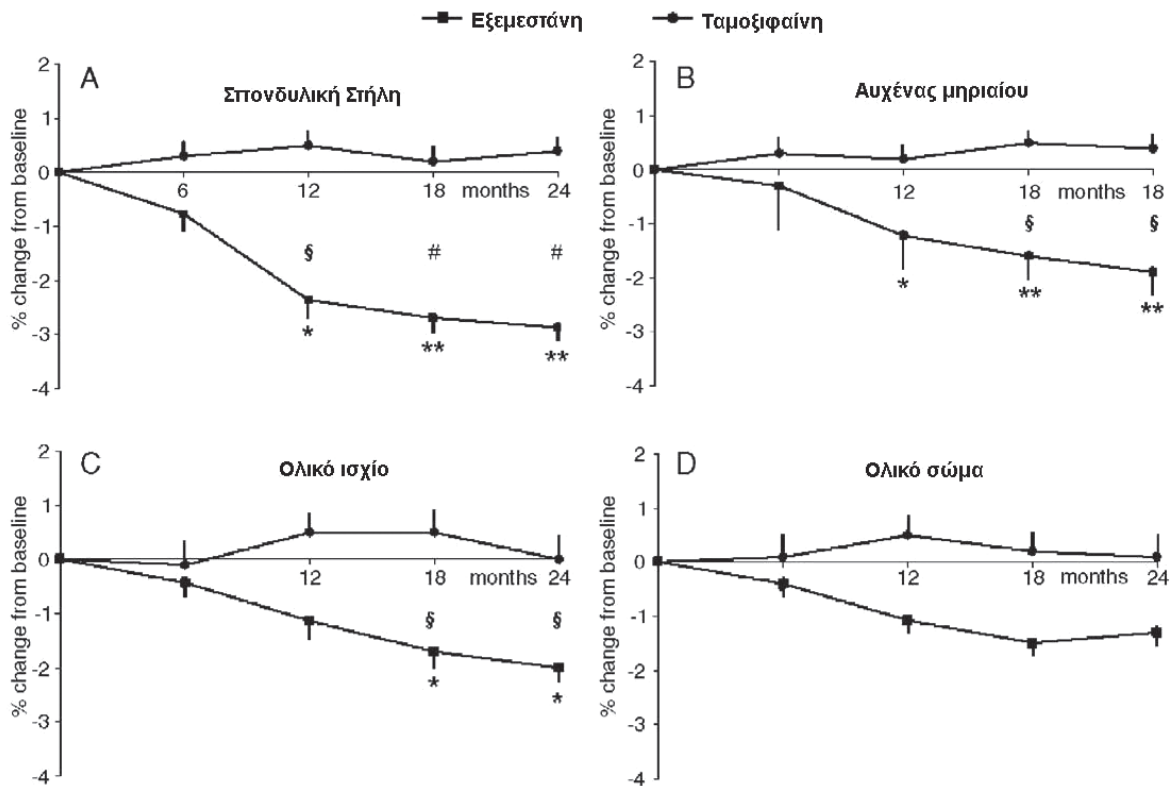 Εξεμεστάνη Ταμοξιφαίνη
A
Σπονδυλική Στήλη
% change from baseline
2
1
0
-1
-2
-3
-4
6 12 18 months 24
§ # #
* ** **
B
Αυχένας μηριαίου
% change from baseline
2
1
0
-1
-2
-3
-4
12 18 months 18
§ §
* ** **
C
Ολικό ισχίο
% change from baseline
2
1
0
-1
-2
-3
-4
12 18 months 24
§ §
* *
D
Ολικό σώμα
% change from baseline
2
1
0
-1
-2
-3
-4
12 18 months 24